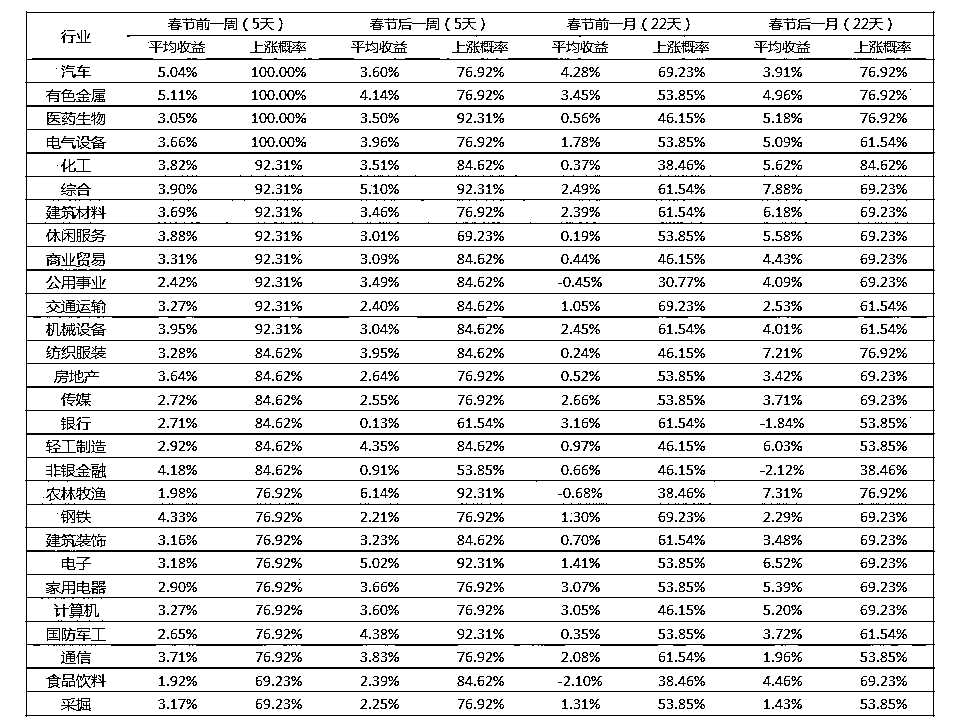 行业 春节前一周（5天） 春节后一周（5天） 春节前一月（22天） 春节后一月（22天）
平均收益 上涨概率 平均收益 上涨概率 平均收益 上涨概率 平均收益 上涨概率
汽车 5.04% 100.00% 3.60% 76.92% 4.28% 69.23% 3.91% 76.92%
有色金属 5.11% 100.00% 4.14% 76.92% 3.45% 53.85% 4.96% 76.92%
医药生物 3.05% 100.00% 3.50% 92.31% 0.56% 46.15% 5.18% 76.92%
电气设备 3.66% 100.00% 3.96% 76.92% 1.78% 53.85% 5.09% 61.54%
化工 3.82% 92.31% 3.51% 84.62% 0.37% 38.46% 5.62% 84.62%
综合 3.90% 92.31% 5.10% 92.31% 2.49% 61.54% 7.88% 69.23%
建筑材料 3.69% 92.31% 3.46% 76.92% 2.39% 61.54% 6.18% 69.23%
休闲服务 3.88% 92.31% 3.01% 69.23% 0.19% 53.85% 5.58% 69.23%
商业贸易 3.31% 92.31% 3.09% 84.62% 0.44% 46.15% 4.43% 69.23%
公用事业 2.42% 92.31% 3.49% 84.62% -0.45% 30.77% 4.09% 69.23%
交通运输 3.27% 92.31% 2.40% 84.62% 1.05% 69.23% 2.53% 61.54%
机械设备 3.95% 92.31% 3.04% 84.62% 2.45% 61.54% 4.01% 61.54%
纺织服装 3.28% 84.62% 3.95% 84.62% 0.24% 46.15% 7.21% 76.92%
房地产 3.64% 84.62% 2.64% 76.92% 0.52% 53.85% 3.42% 69.23%
传媒 2.72% 84.62% 2.55% 76.92% 2.66% 53.85% 3.71% 69.23%
银行 2.71% 84.62% 0.13% 61.54% 3.16% 61.54% -1.84% 53.85%
轻工制造 2.92% 84.62% 4.35% 84.62% 0.97% 46.15% 6.03% 53.85%
非银金融 4.18% 84.62% 0.91% 53.85% 0.66% 46.15% -2.12% 38.46%
农林牧渔 1.98% 76.92% 6.14% 92.31% -0.68% 38.46% 7.31% 76.92%
钢铁 4.33% 76.92% 2.21% 76.92% 1.30% 69.23% 2.29% 69.23%
建筑装饰 3.16% 76.92% 3.23% 84.62% 0.70% 61.54% 3.48% 69.23%
电子 3.18% 76.92% 5.02% 92.31% 1.41% 53.85% 6.52% 69.23%
家用电器 2.90% 76.92% 3.66% 76.92% 3.07% 53.85% 5.39% 69.23%
计算机 3.27% 76.92% 3.60% 76.92% 3.05% 46.15% 5.20% 69.23%
国防军工 2.65% 76.92% 4.38% 92.31% 0.35% 53.85% 3.72% 61.54%
通信 3.71% 76.92% 3.83% 76.92% 2.08% 61.54% 1.96% 53.85%
食品饮料 1.92% 69.23% 2.39% 84.62% -2.10% 38.46% 4.46% 69.23%
采掘 3.17% 69.23% 2.25% 76.92% 1.31% 53.85% 1.43% 53.85%